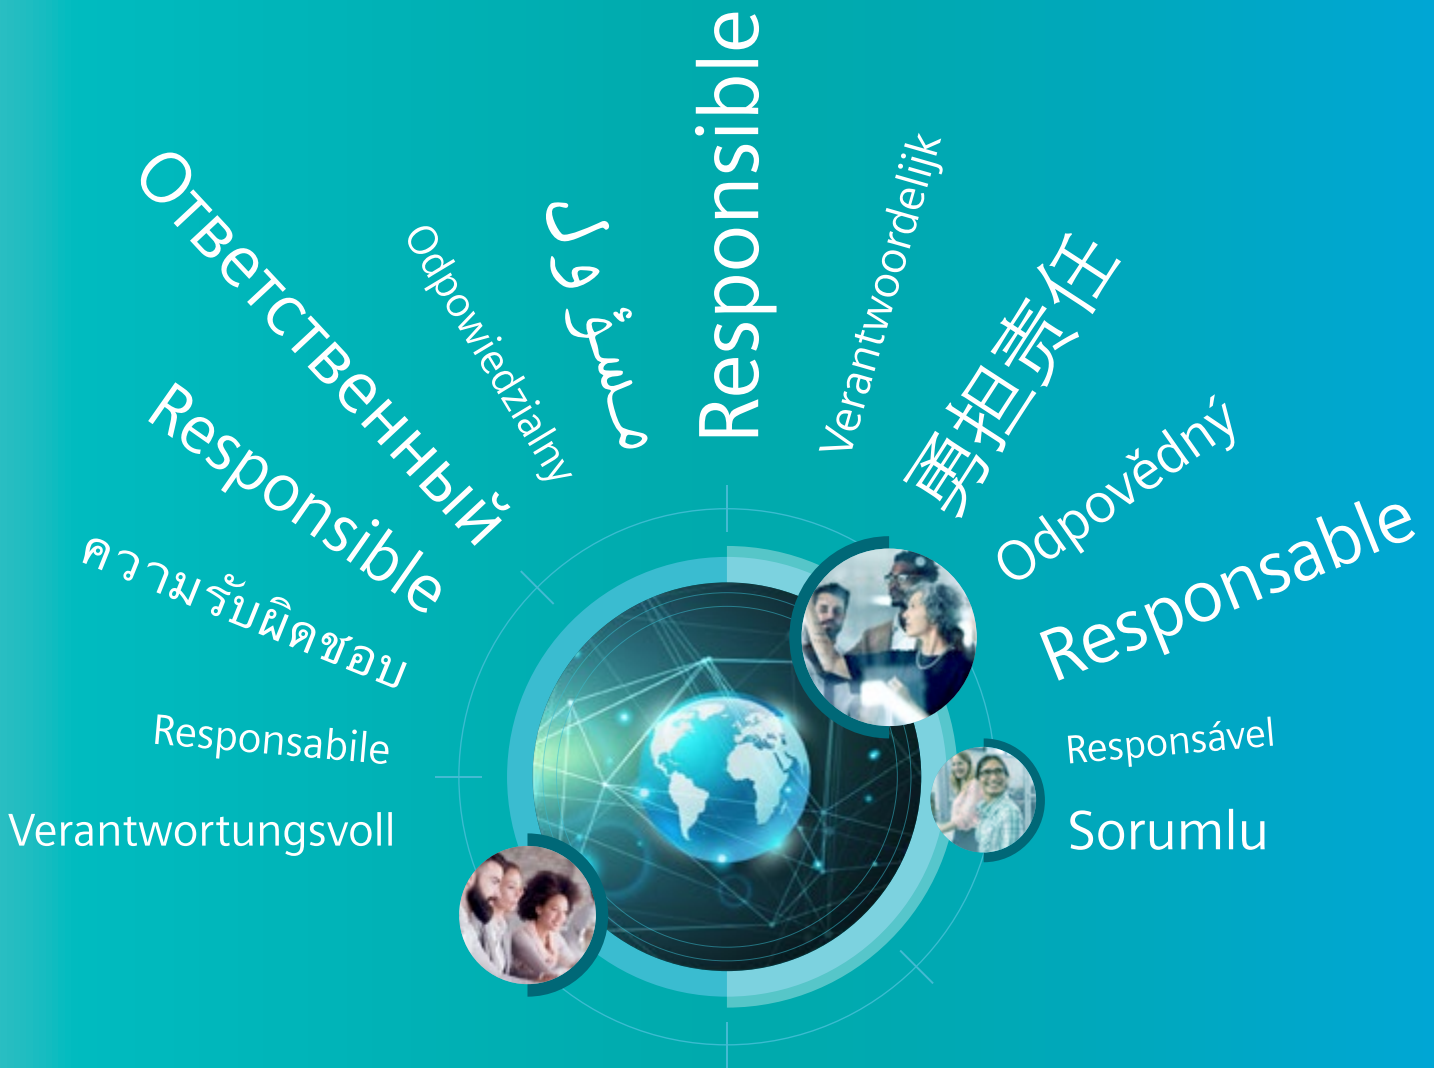 Verantwortungsvoll
Responsabile
ความรับผิดชอบ
Responsible
Ответственный
Odpowiedzialny
مسؤول
Responsible
Verantwoordelijk
勇担责任
Odpovědný
Responsable
Responsável
Sorumlu